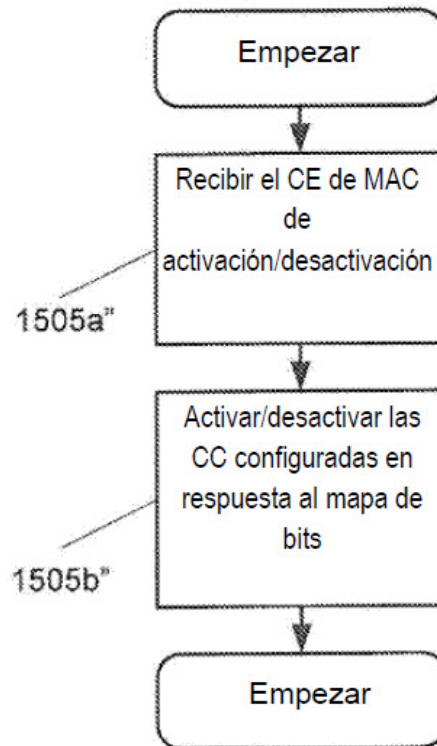 Empezar
Recibir el CE de MAC
de
activación/desactivación
1505a"
Activar/desactivar las
CC configuradas en
respuesta al mapa de
bits
1505b"
Empezar